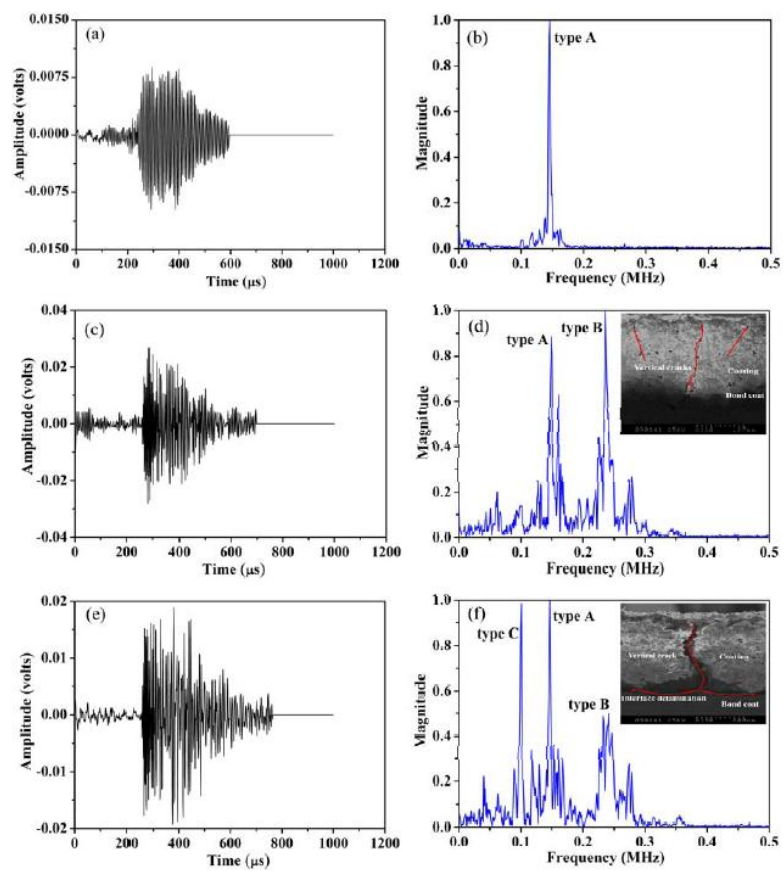 (a)
0.0150
0.0075
0.0000
-0.0075
-0.0150
Amplitude (volts)
0 200 400 600 800 1000 1200
Time (μs)
(b)
type A
1.0
0.8
0.6
0.4
0.2
0.0
Magnitude
0.0 0.1 0.2 0.3 0.4 0.5
Frequency (MHz)
(c)
0.04
0.02
0.00
-0.02
-0.04
Amplitude (volts)
0 200 400 600 800 1000 1200
Time (μs)
(d)
type A
type B
Vertical cracks
Coating
Bond coat
1.0
0.8
0.6
0.4
0.2
0.0
Magnitude
0.0 0.1 0.2 0.3 0.4 0.5
Frequency (MHz)
(e)
0.02
0.01
0.00
-0.01
-0.02
Amplitude (volts)
0 200 400 600 800 1000 1200
Time (μs)
(f)
type C
type A
type B
Vertical crack
Coating
Interface delamination
Bond coat
1.0
0.8
0.6
0.4
0.2
0.0
Magnitude
0.0 0.1 0.2 0.3 0.4 0.5
Frequency (MHz)